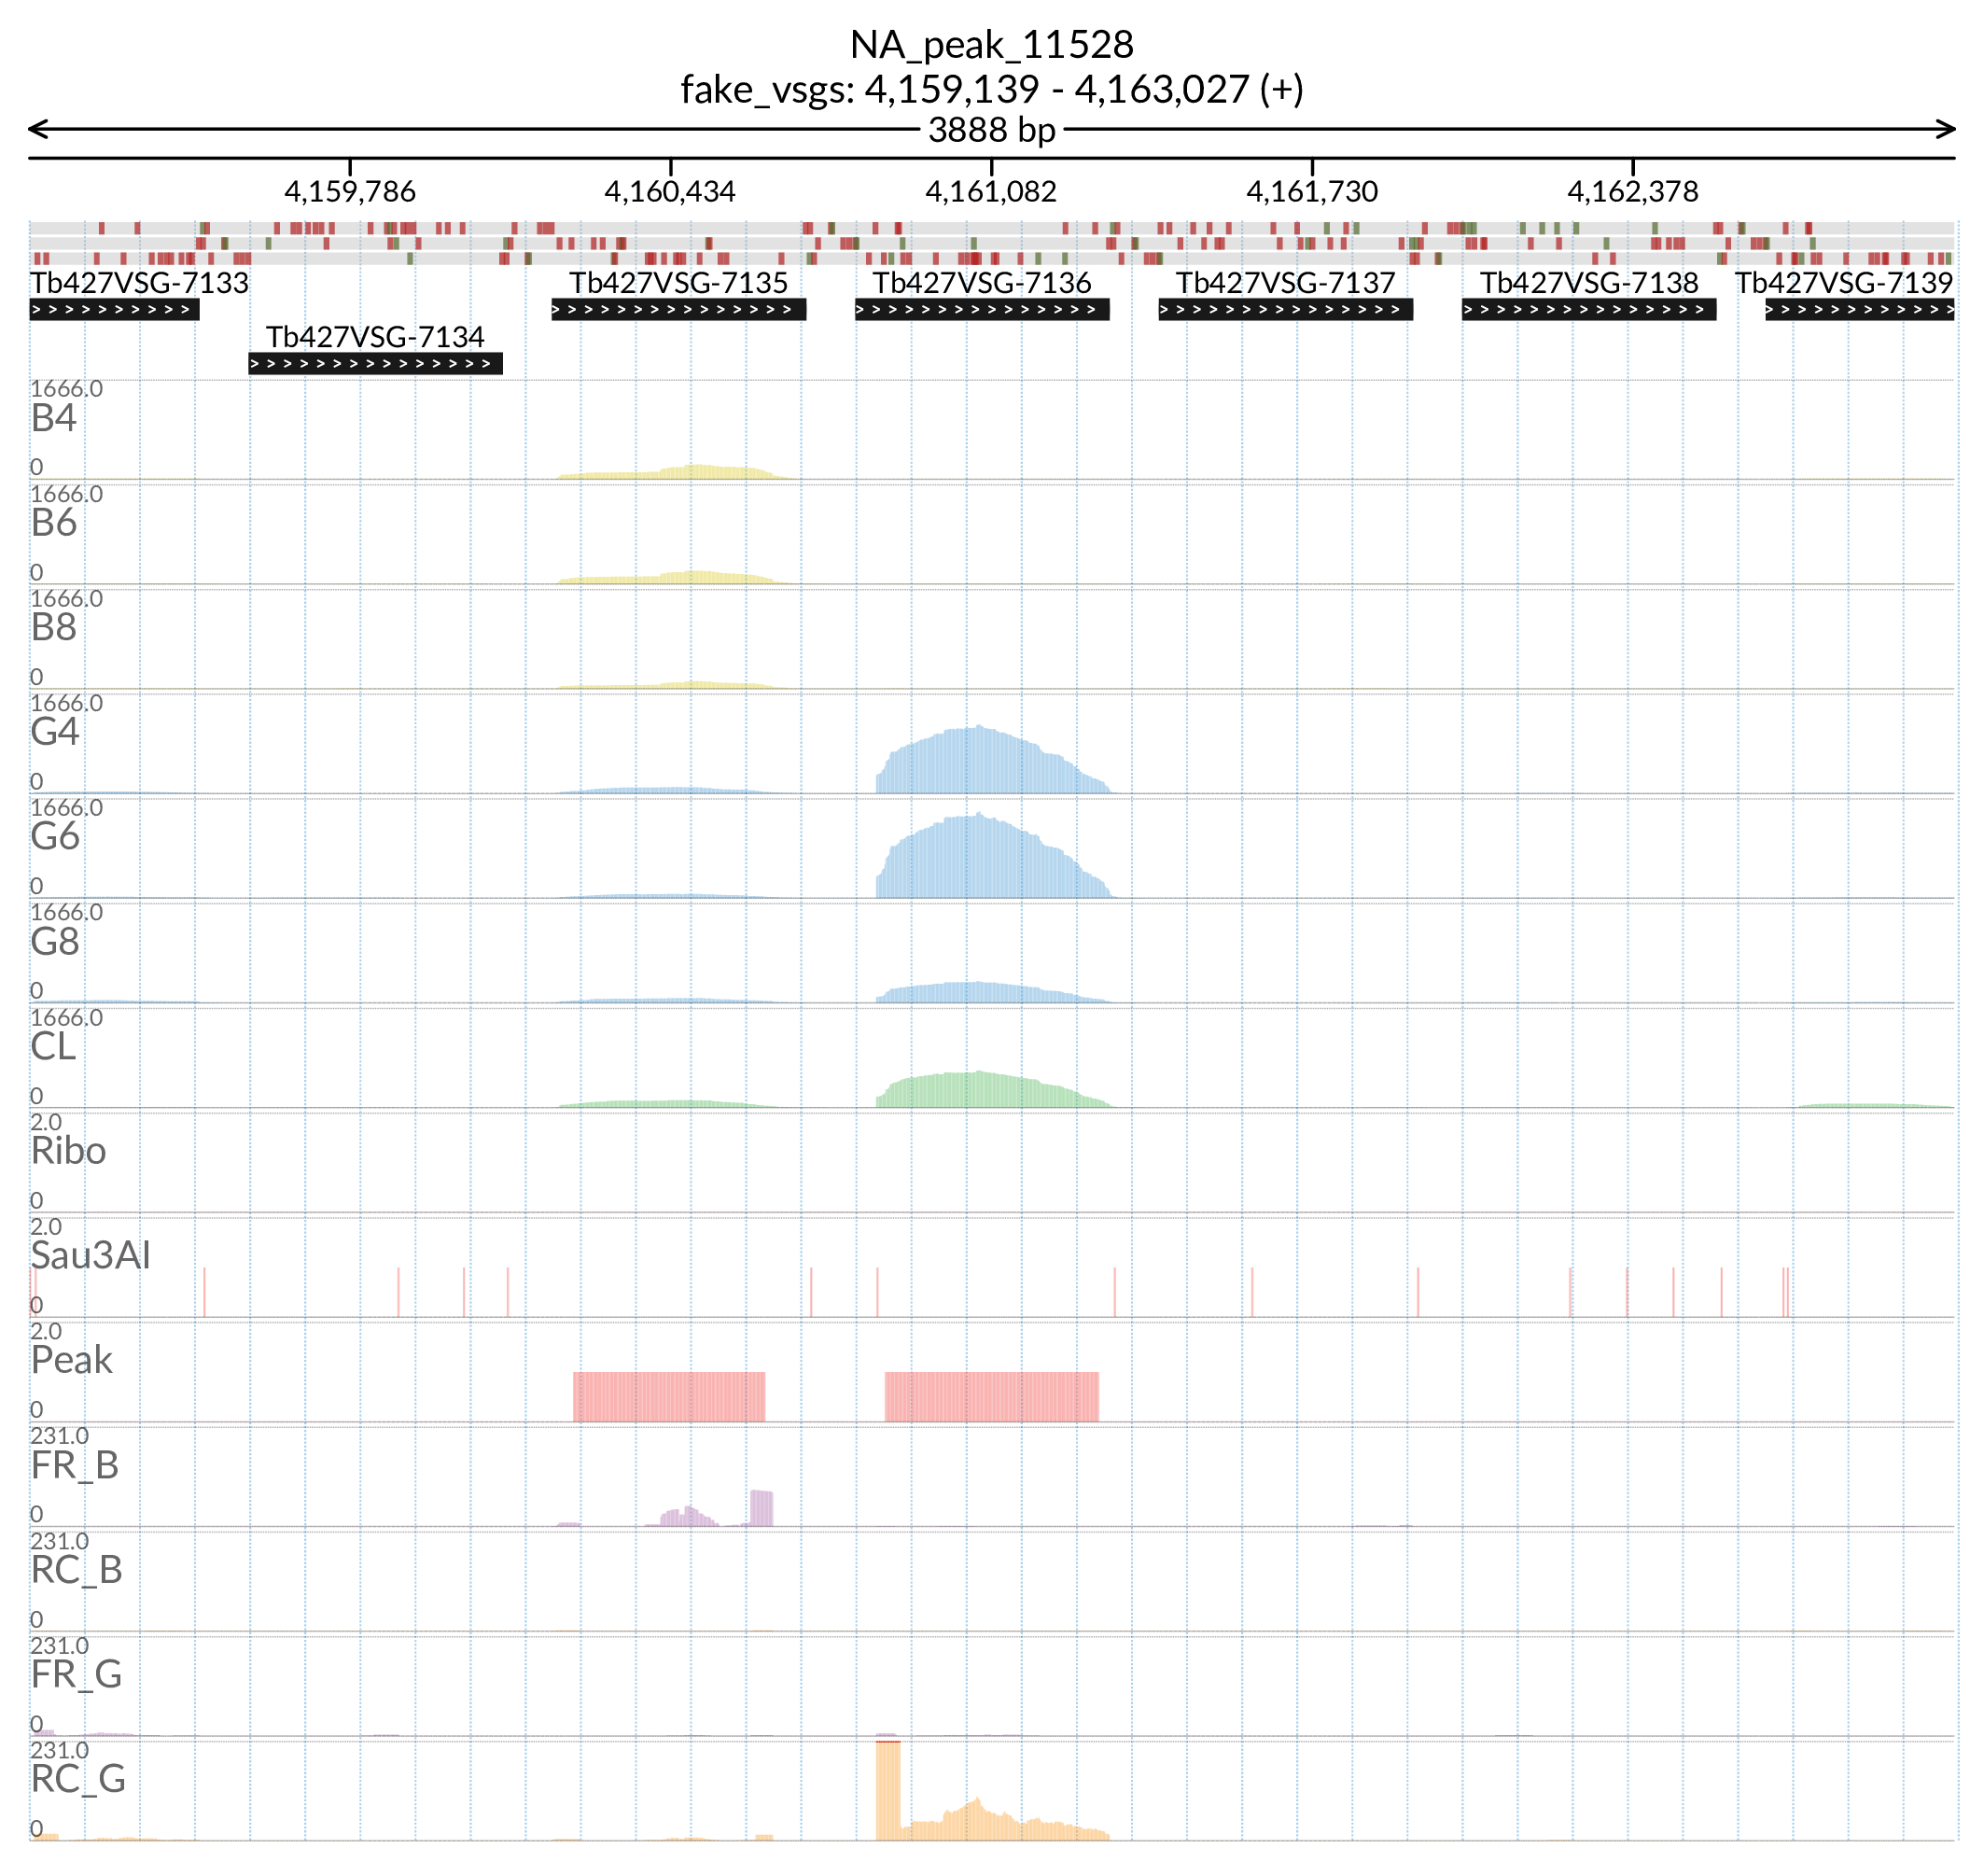 NA_peak_11528
fake_vsgs: 4,159,139 - 4,163,027 (+)
3888 bp
4,159,786 4,160,434 4,161,082 4,161,730 4,162,378
Tb427VSG-7133 Tb427VSG-7135 Tb427VSG-7136 Tb427VSG-7137 Tb427VSG-7138 Tb427VSG-7139
Tb427VSG-7134
1666.0
B4
0
1666.0
B6
0
1666.0
B8
0
1666.0
G4
0
1666.0
G6
0
1666.0
G8
0
1666.0
CL
0
2.0
Ribo
0
2.0
Sau3AI
0
2.0
Peak
0
231.0
FR_B
0
231.0
RC_B
0
231.0
FR_G
0
231.0
RC_G
0